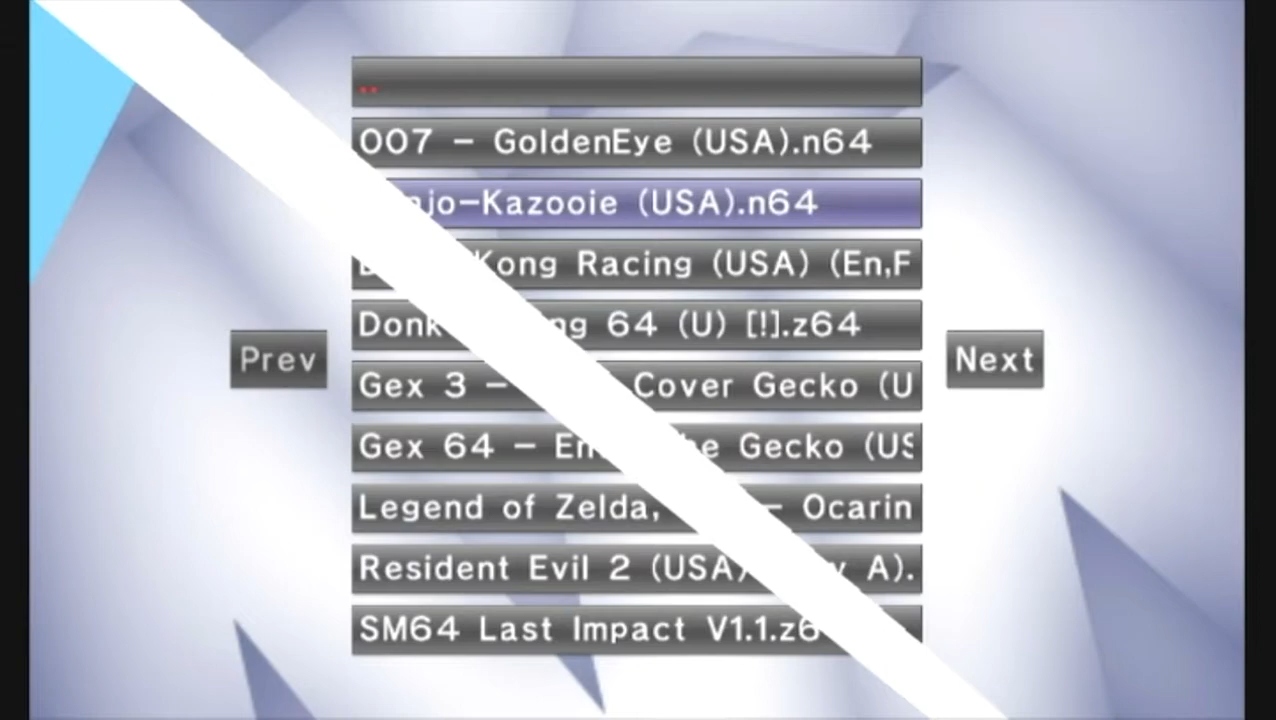 ..
007 - GoldenEye (USA).n64
njo-Kazooie (USA).n64
Kong Racing (USA) (En,F
Prev
Donk ng 64 (U) [!].z64
Next
Gex 3 - Cover Gecko (U
Gex 64 - En he Gecko (US
Legend of Zelda, - Ocarin
Resident Evil 2 (USA) v A).
SM64 Last Impact V1.1.z6